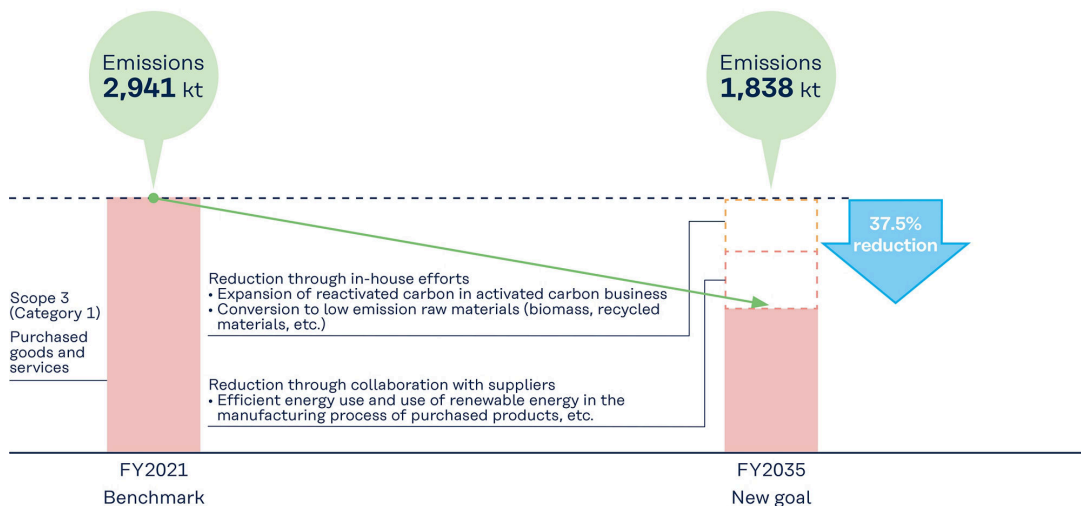 Emissions
2,941 kt
Emissions
1,838 kt
37.5%
reduction
Scope 3
(Category 1)
Purchased
goods and
services
Reduction through in-house efforts
• Expansion of reactivated carbon in activated carbon business
• Conversion to low emission raw materials (biomass, recycled
materials, etc.)
Reduction through collaboration with suppliers
• Efficient energy use and use of renewable energy in the
manufacturing process of purchased products, etc.
FY2021
Benchmark
FY2035
New goal